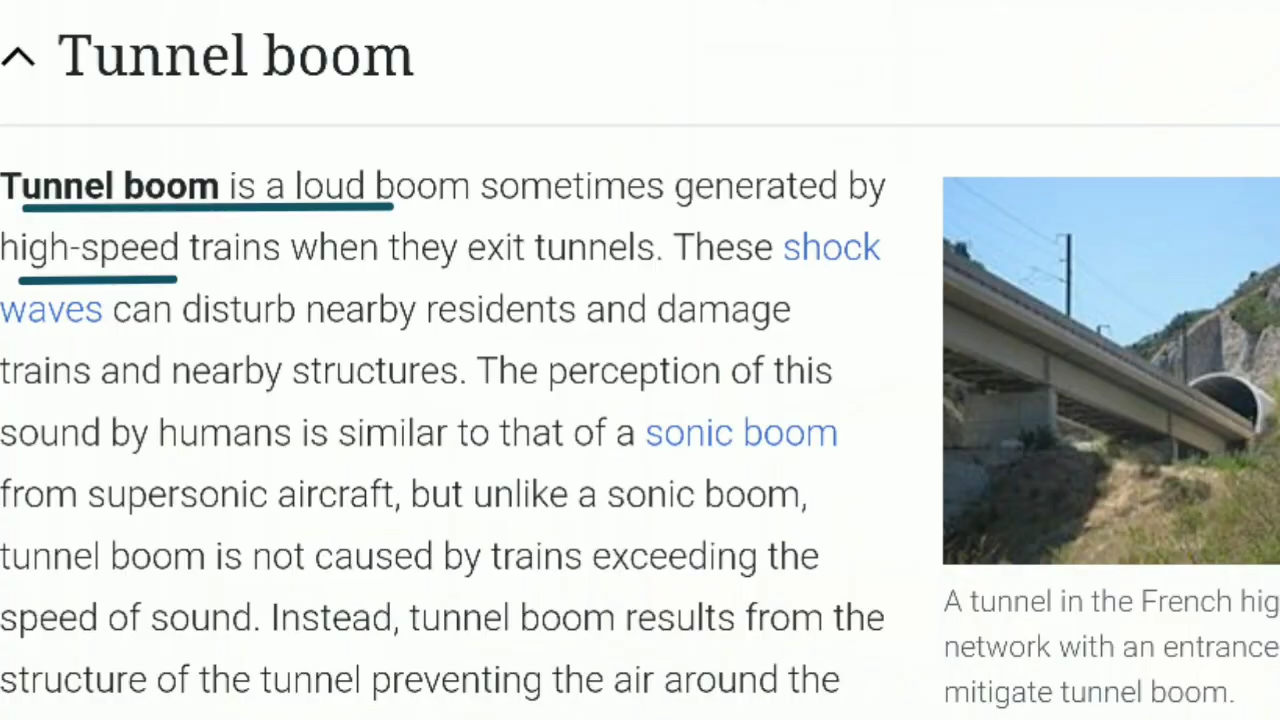 Tunnel boom
Tunnel boom is a loud boom sometimes generated by
high-speed trains when they exit tunnels. These shock
waves can disturb nearby residents and damage
trains and nearby structures. The perception of this
sound by humans is similar to that of a sonic boom
from supersonic aircraft, but unlike a sonic boom,
tunnel boom is not caused by trains exceeding the
speed of sound. Instead, tunnel boom results from the
structure of the tunnel preventing the air around the
A tunnel in the French hig
network with an entrance
mitigate tunnel boom.